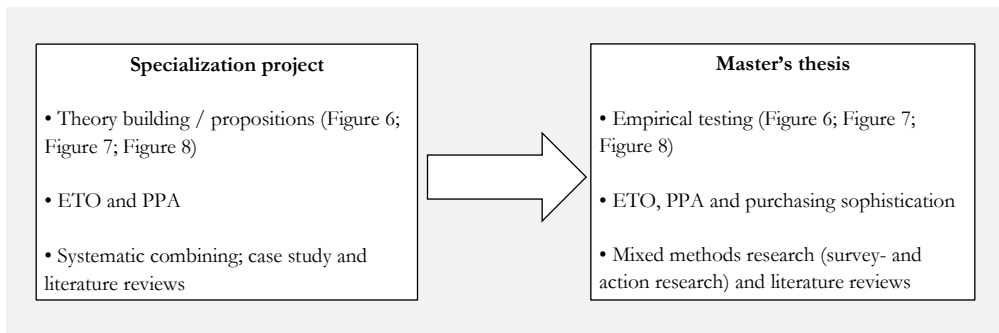 Specialization project
• Theory building / propositions (Figure 6;
Figure 7; Figure 8)
• ETO and PPA
• Systematic combining; case study and
literature reviews
Master's thesis
• Empirical testing (Figure 6; Figure 7;
Figure 8)
• ETO, PPA and purchasing sophistication
• Mixed methods research (survey- and
action research) and literature reviews